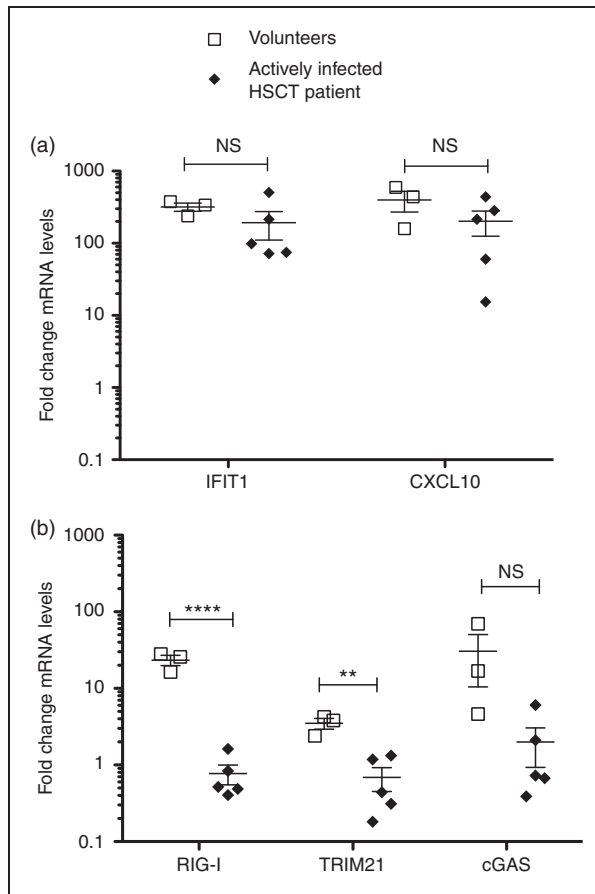 Volunteers
Actively infected
HSCT patient
(a)
NS
NS
1000
100
10
1
0.1
Fold change mRNA levels
IFIT1
CXCL10
(b)
****
**
NS
1000
100
10
1
0.1
Fold change mRNA levels
RIG-I
TRIM21
cGAS